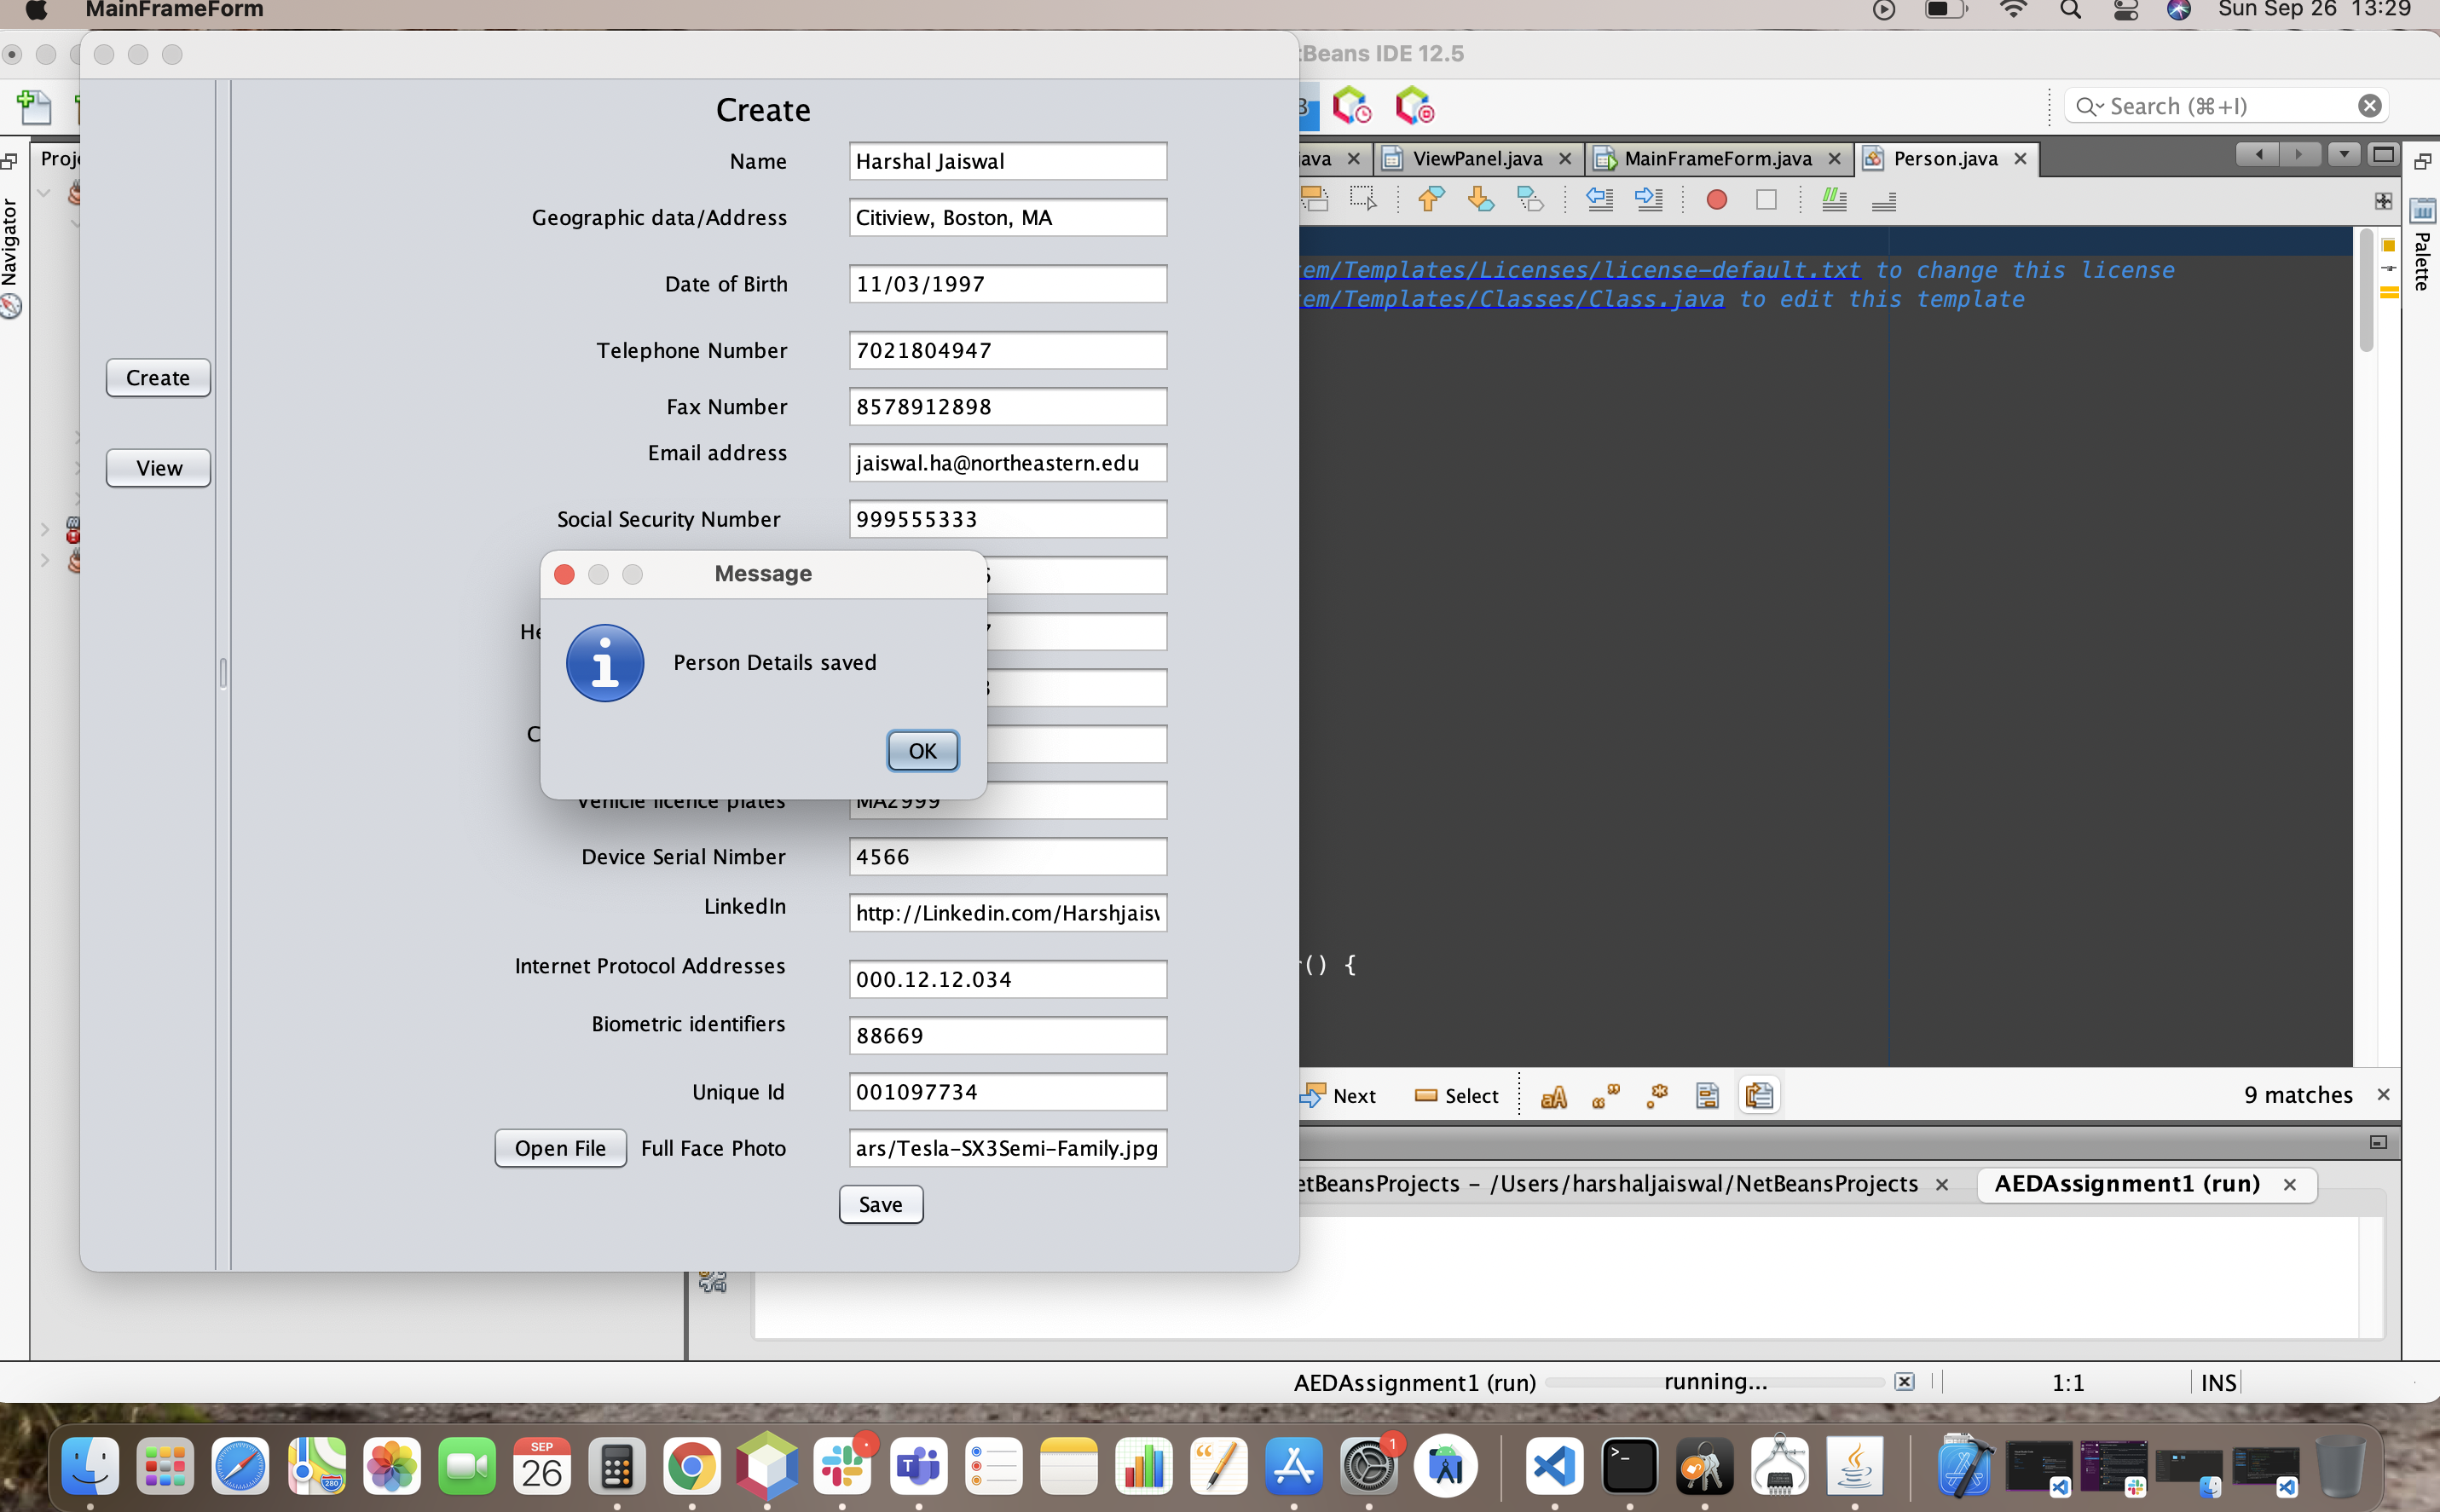 MainFrameForm
Sun Sep 26 13:29
Beans IDE 12.5
Search (⌘+I)
java
ViewPanel.java
MainFrameForm.java
Person.java
Navigator
Palette
Create
View
Create
Name
Harshal Jaiswal
Geographic data/Address
Citiview, Boston, MA
Date of Birth
11/03/1997
Telephone Number
7021804947
Fax Number
8578912898
Email address
jaiswal.ha@northeastern.edu
Social Security Number
999555333
He
C
Vehicle licence plates
MA2999
Device Serial Nimber
4566
LinkedIn
http://Linkedin.com/Harshjaisw
Internet Protocol Addresses
000.12.12.034
Biometric identifiers
88669
Unique Id
001097734
Open File
Full Face Photo
ars/Tesla-SX3Semi-Family.jpg
Save
Message
Person Details saved
OK
em/Templates/Licenses/license-default.txt to change this license
em/Templates/Classes/Class.java to edit this template
() {
Next
Select
aA
9 matches
etBeansProjects – /Users/harshaljaiswal/NetBeansProjects
AEDAssignment1 (run)
AEDAssignment1 (run)
running...
1:1
INS
SEP
26
280
1